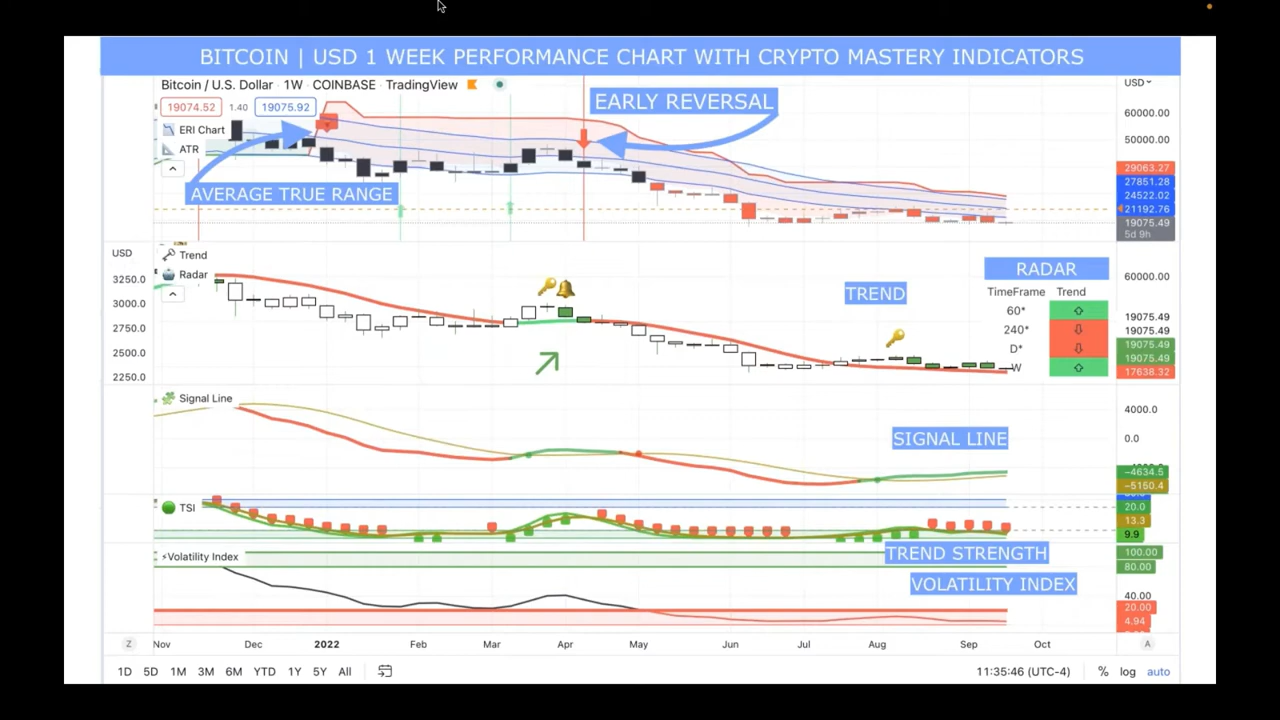 BITCOIN | USD 1 WEEK PERFORMANCE CHART WITH CRYPTO MASTERY INDICATORS
Bitcoin / U.S. Dollar · 1W · COINBASE · TradingView
USD
19074.52 1.40 19075.92
EARLY REVERSAL
60000.00
ERI Chart
50000.00
ATR
29063.27
27851.28
AVERAGE TRUE RANGE
24522.02
21192.76
19075.49
5d 9h
USD
Trend
RADAR
Radar
60000.00
3250.0
TREND
TimeFrame Trend
3000.0
60*
19075.49
2750.0
240*
19075.49
19075.49
2500.0
D*
19075.49
2250.0
W
17638.32
Signal Line
4000.0
SIGNAL LINE
0.0
−4634.5
−5150.4
TSI
20.0
13.3
9.9
TREND STRENGTH
100.00
Volatility Index
80.00
VOLATILITY INDEX
40.00
20.00
4.94
Z Nov Dec 2022 Feb Mar Apr May Jun Jul Aug Sep Oct A
1D 5D 1M 3M 6M YTD 1Y 5Y All 11:35:46 (UTC-4) % log auto